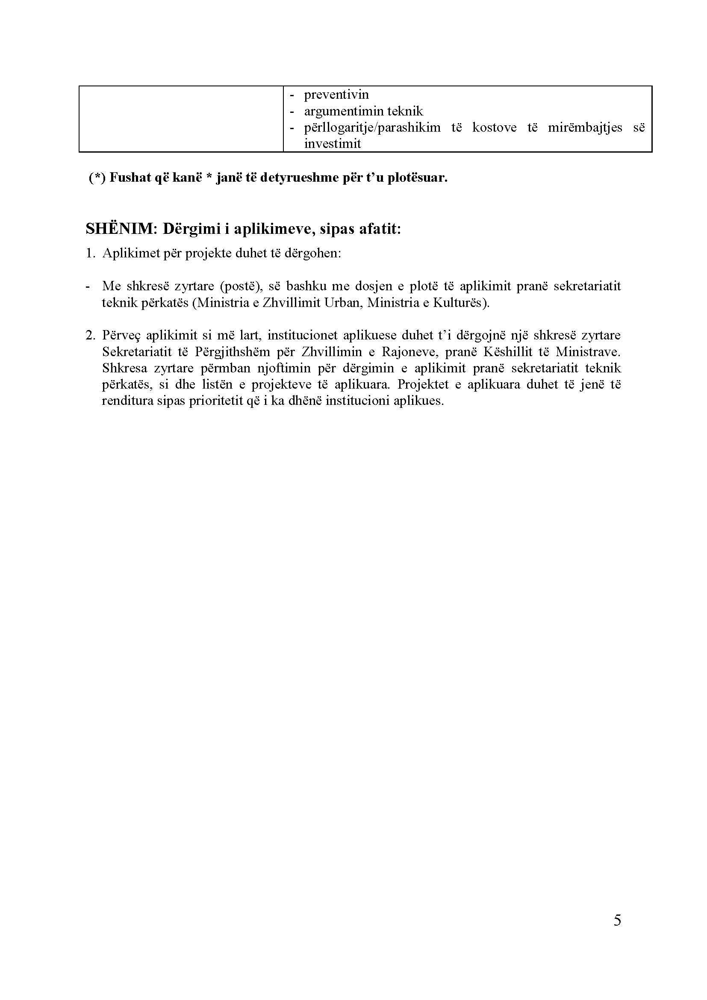 - preventivin
- argumentimin teknik
- përllogaritje/parashikim të kostove të mirëmbajtjes së
investimit
(*) Fushat që kanë * janë të detyrueshme për t’u plotësuar.
SHËNIM: Dërgimi i aplikimeve, sipas afatit:
1. Aplikimet për projekte duhet të dërgohen:
- Me shkresë zyrtare (postë), së bashku me dosjen e plotë të aplikimit pranë sekretariatit
teknik përkatës (Ministria e Zhvillimit Urban, Ministria e Kulturës).
2. Përveç aplikimit si më lart, institucionet aplikuese duhet t’i dërgojnë një shkresë zyrtare
Sekretariatit të Përgjithshëm për Zhvillimin e Rajoneve, pranë Këshillit të Ministrave.
Shkresa zyrtare përmban njoftimin për dërgimin e aplikimit pranë sekretariatit teknik
përkatës, si dhe listën e projekteve të aplikuara. Projektet e aplikuara duhet të jenë të
renditura sipas prioritetit që i ka dhënë institucioni aplikues.
5